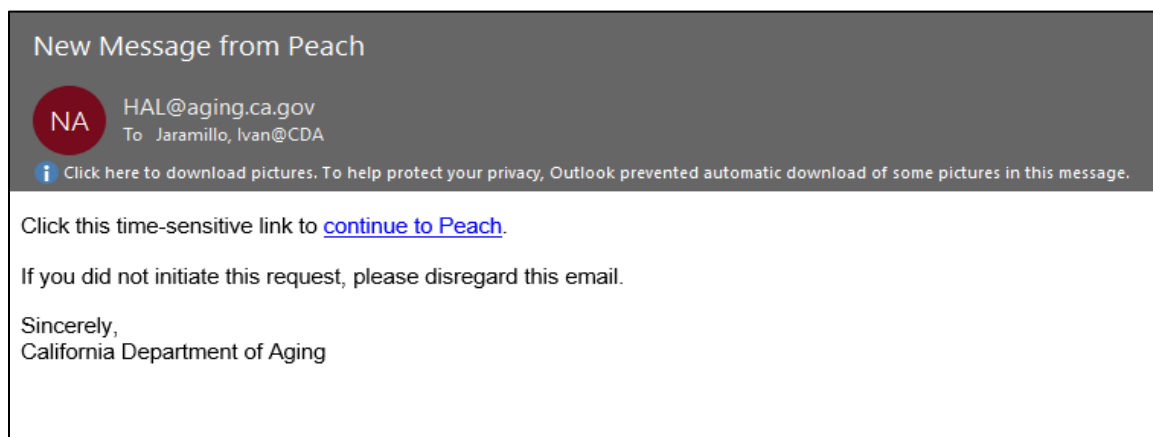 New Message from Peach
NA
HAL@aging.ca.gov
To Jaramillo, Ivan@CDA
i Click here to download pictures. To help protect your privacy, Outlook prevented automatic download of some pictures in this message.
Click this time-sensitive link to continue to Peach.
If you did not initiate this request, please disregard this email.
Sincerely,
California Department of Aging